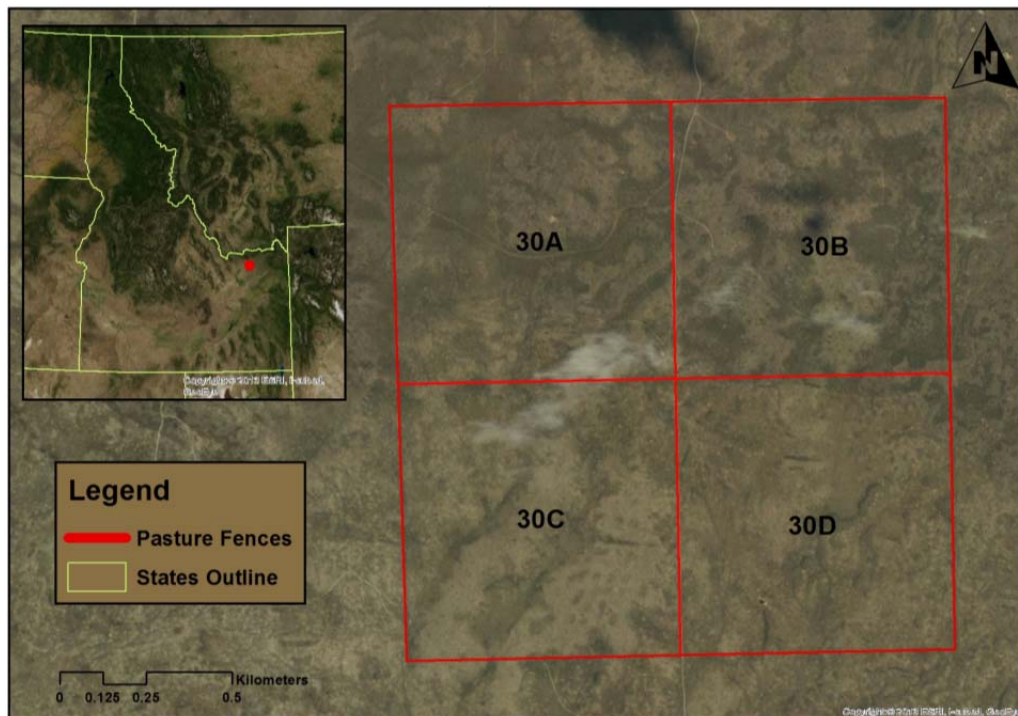 N
30A
30B
30C
30D
Legend
Pasture Fences
States Outline
Kilometers
0 0.125 0.25 0.5